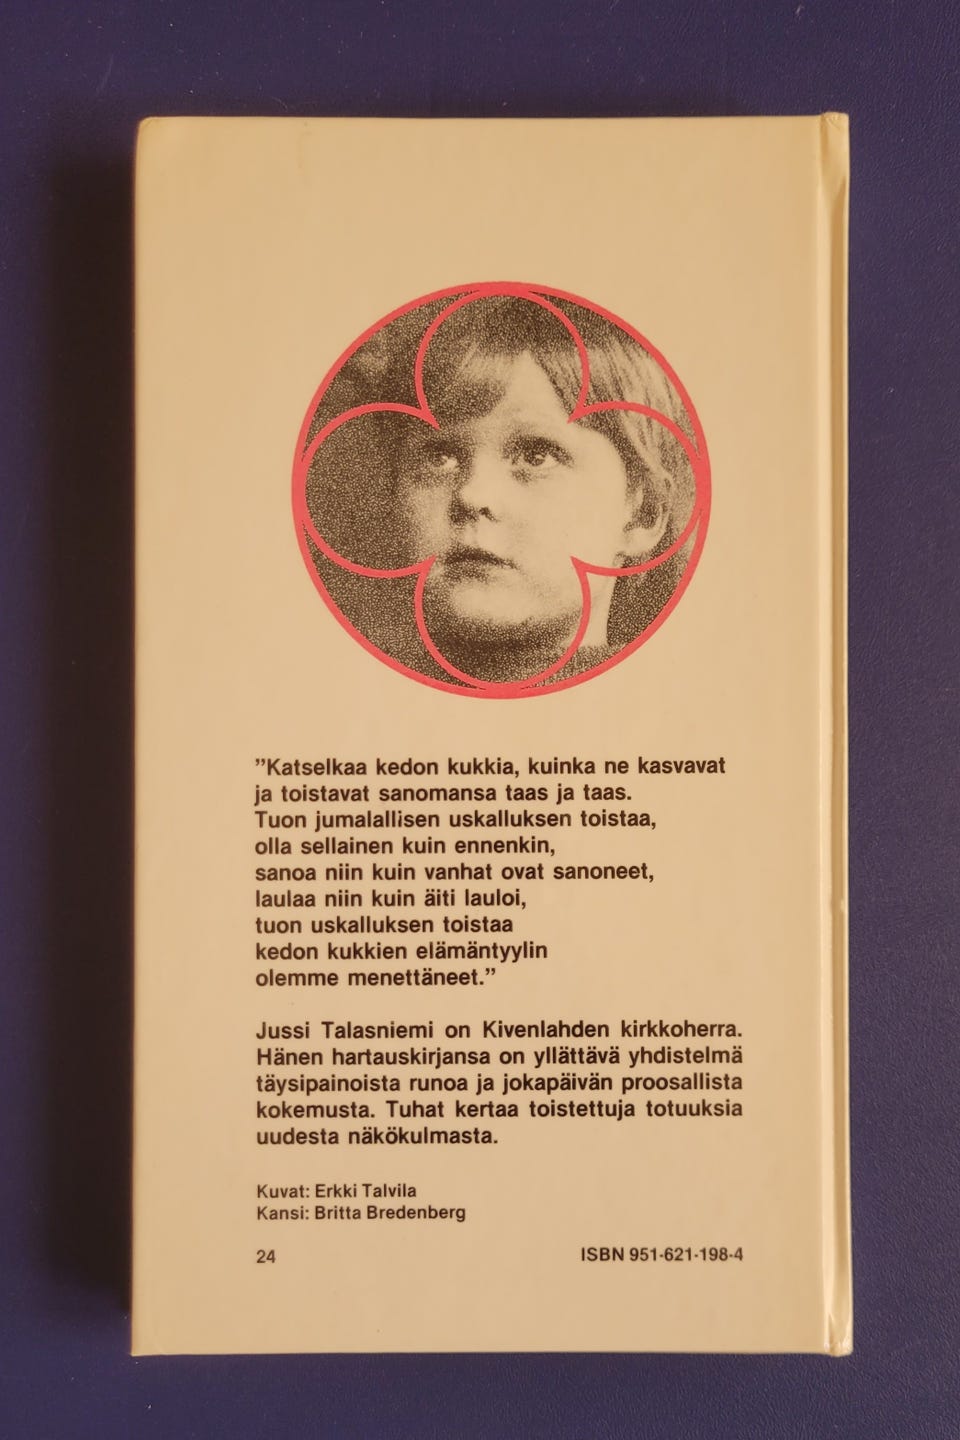 ”Katselkaa kedon kukkia, kuinka ne kasvavat
ja toistavat sanomansa taas ja taas.
Tuon jumalallisen uskalluksen toistaa,
olla sellainen kuin ennenkin,
sanoa niin kuin vanhat ovat sanoneet,
laulaa niin kuin äiti lauloi,
tuon uskalluksen toistaa
kedon kukkien elämäntyylin
olemme menettäneet.”
Jussi Talasniemi on Kivenlahden kirkkoherra.
Hänen hartauskirjansa on yllättävä yhdistelmä
täysipainoista runoa ja jokapäivän proosallista
kokemusta. Tuhat kertaa toistettuja totuuksia
uudesta näkökulmasta.
Kuvat: Erkki Talvila
Kansi: Britta Bredenberg
24 ISBN 951-621-198-4